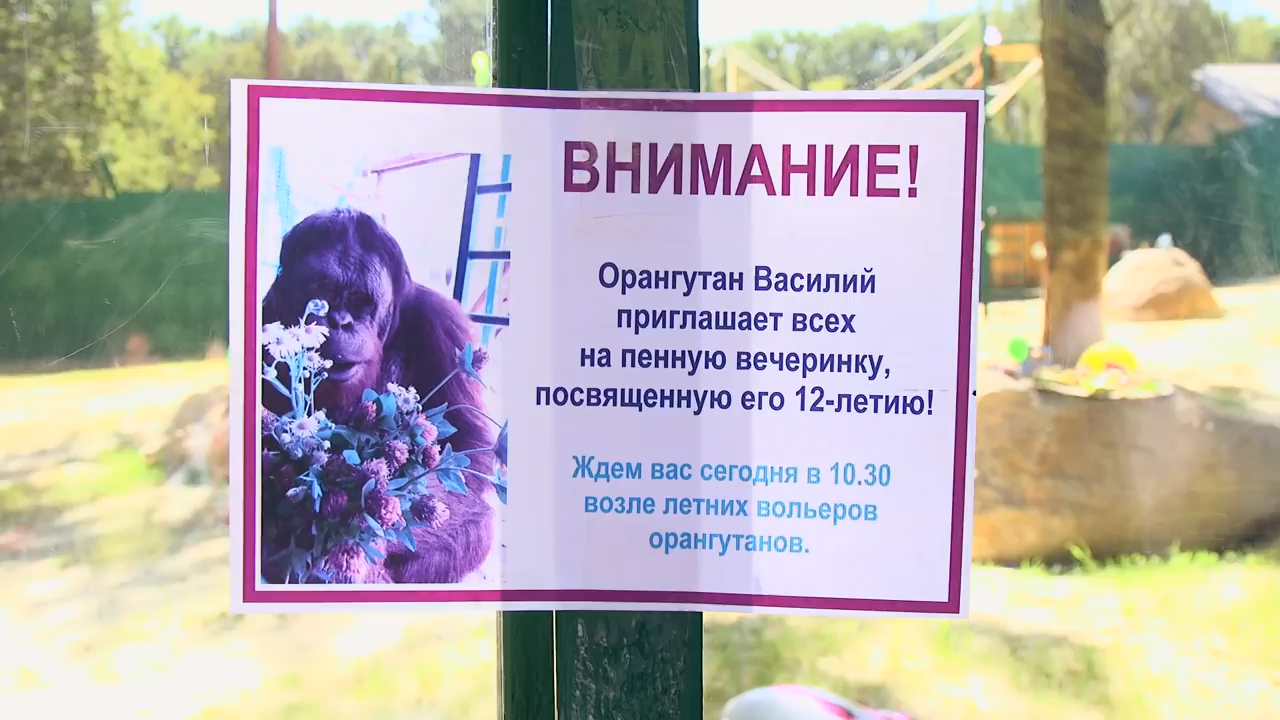 ВНИМАНИЕ!
Орангутан Василий
приглашает всех
на пенную вечеринку,
посвященную его 12-летию!
Ждем вас сегодня в 10.30
возле летних вольеров
орангутанов.